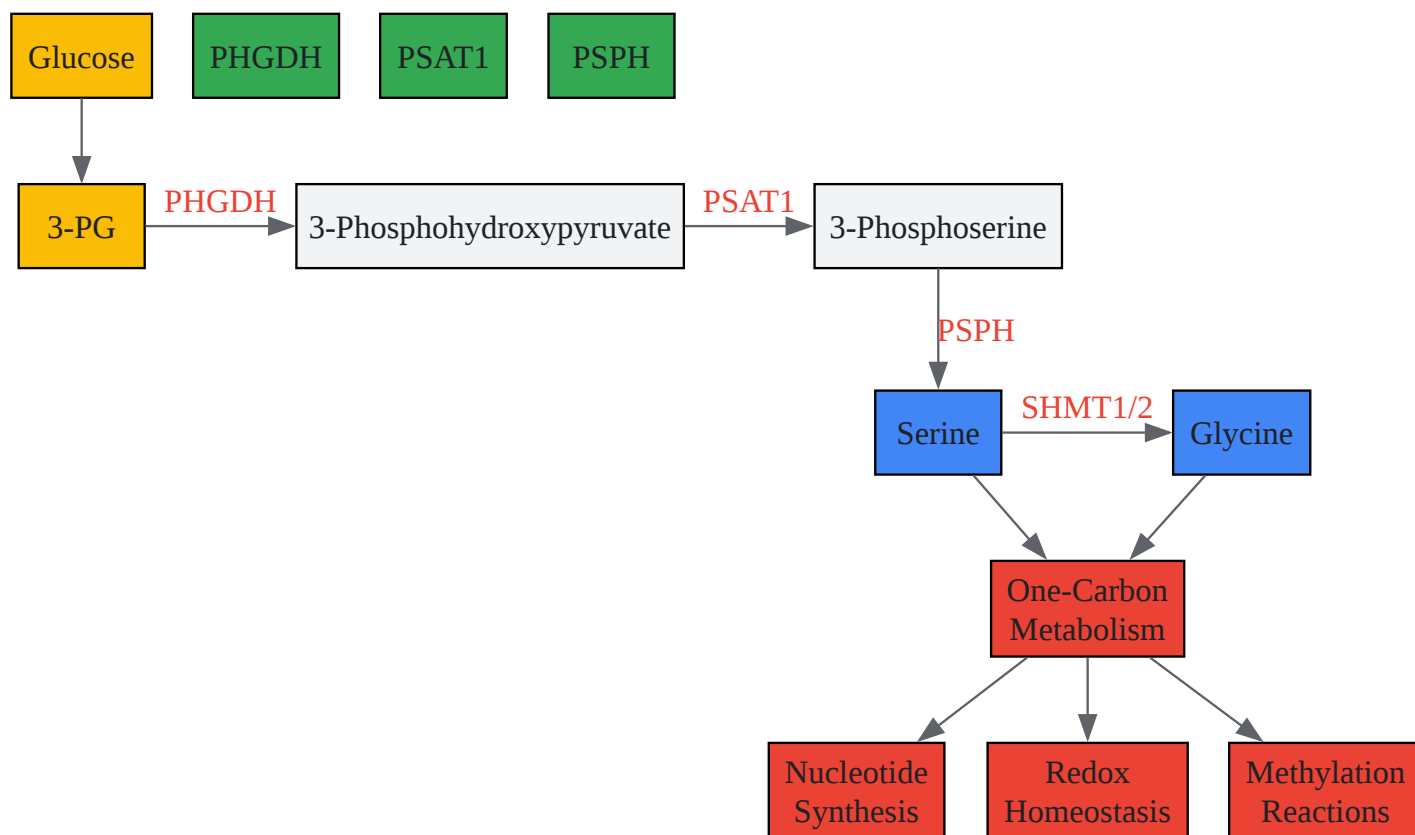 Glucose
PHGDH
PSAT1
PSPH
3-PG
PHGDH
3-Phosphohydroxypyruvate
PSAT1
3-Phosphoserine
PSPH
Serine
SHMT1/2
Glycine
One-Carbon
Metabolism
Nucleotide
Synthesis
Redox
Homeostasis
Methylation
Reactions